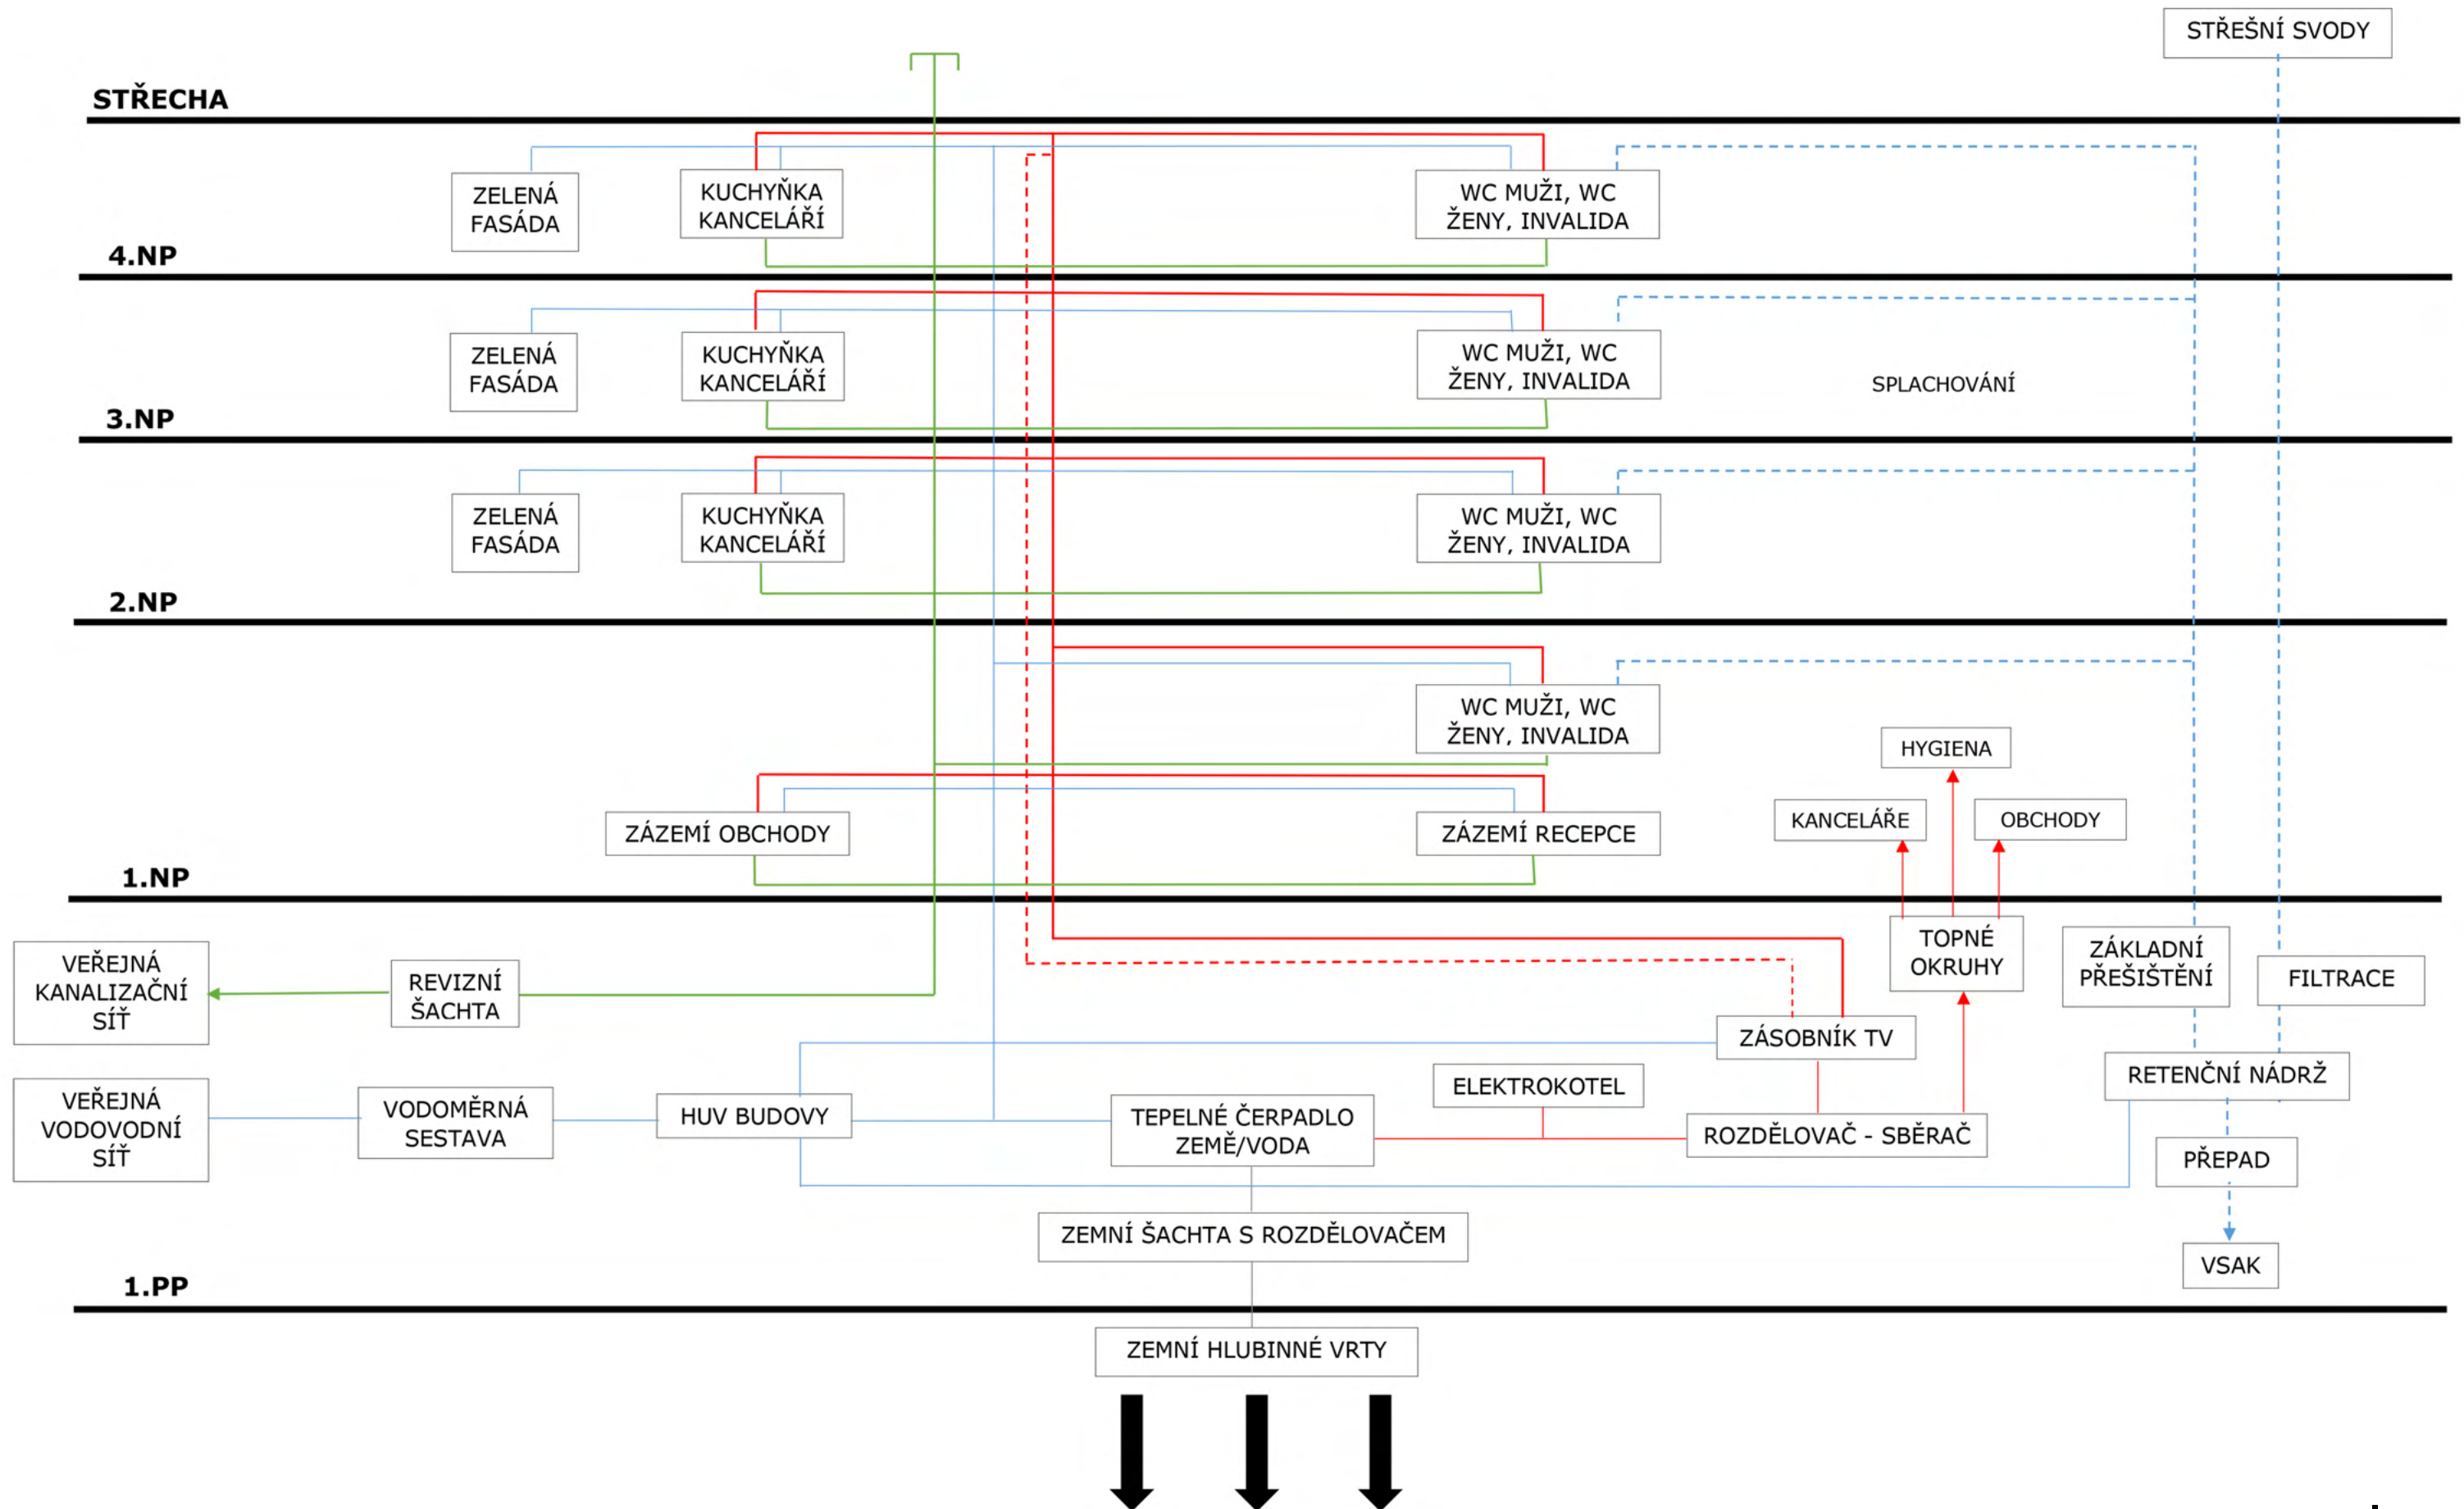 STŘEŠNÍ SVODY
STŘECHA
ZELENÁ
FASÁDA
KUCHYŇKA
KANCELÁŘÍ
WC MUŽI, WC
ŽENY, INVALIDA
4.NP
ZELENÁ
FASÁDA
KUCHYŇKA
KANCELÁŘÍ
WC MUŽI, WC
ŽENY, INVALIDA
SPLACHOVÁNÍ
3.NP
ZELENÁ
FASÁDA
KUCHYŇKA
KANCELÁŘÍ
WC MUŽI, WC
ŽENY, INVALIDA
2.NP
WC MUŽI, WC
ŽENY, INVALIDA
HYGIENA
KANCELÁŘE
OBCHODY
ZÁZEMÍ OBCHODY
ZÁZEMÍ RECEPCE
1.NP
VEŘEJNÁ
KANALIZAČNÍ
SÍŤ
REVIZNÍ
ŠACHTA
TOPNÉ
OKRUHY
ZÁKLADNÍ
PŘEŠIŠTĚNÍ
FILTRACE
ZÁSOBNÍK TV
VEŘEJNÁ
VODOVODNÍ
SÍŤ
VODOMĚRNÁ
SESTAVA
HUV BUDOVY
TEPELNÉ ČERPADLO
ZEMĚ/VODA
ELEKTROKOTEL
ROZDĚLOVAČ - SBĚRAČ
RETENČNÍ NÁDRŽ
PŘEPAD
ZEMNÍ ŠACHTA S ROZDĚLOVAČEM
VSAK
1.PP
ZEMNÍ HLUBINNÉ VRTY